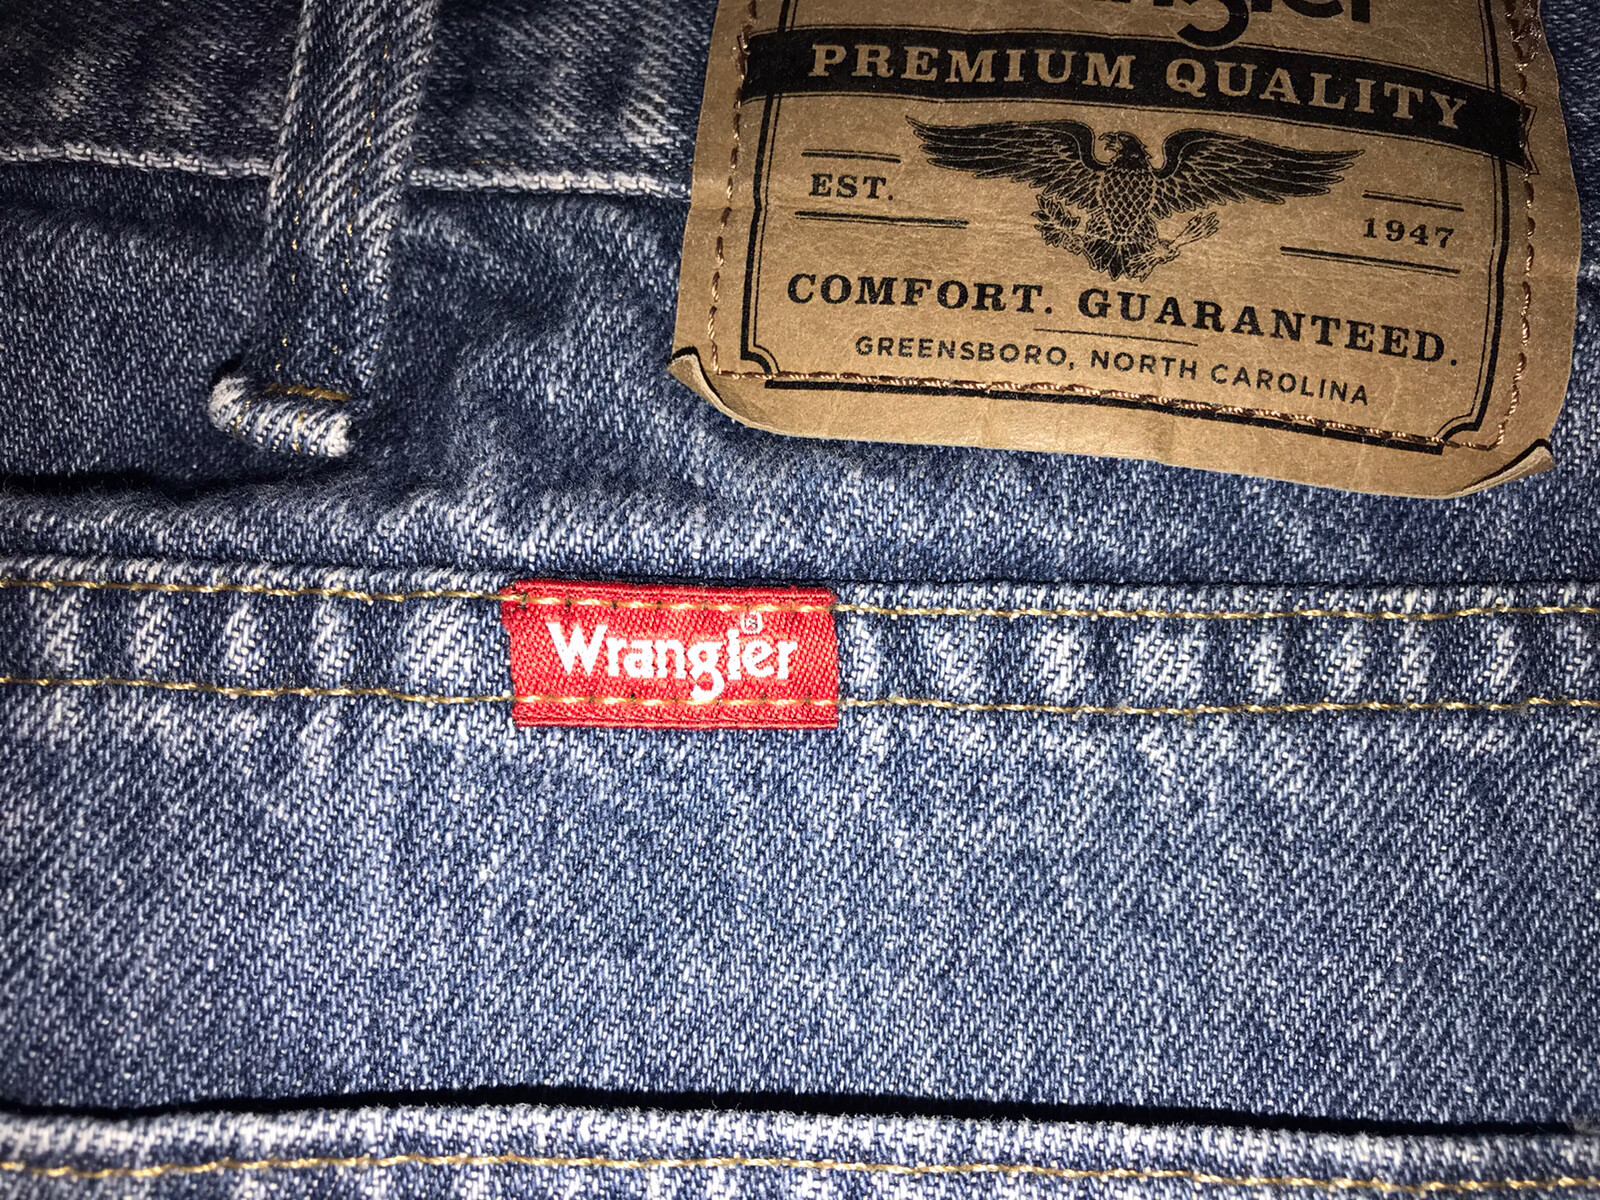 PREMIUM QUALITY
EST. 1947
COMFORT. GUARANTEED.
GREENSBORO, NORTH CAROLINA
Wrangler